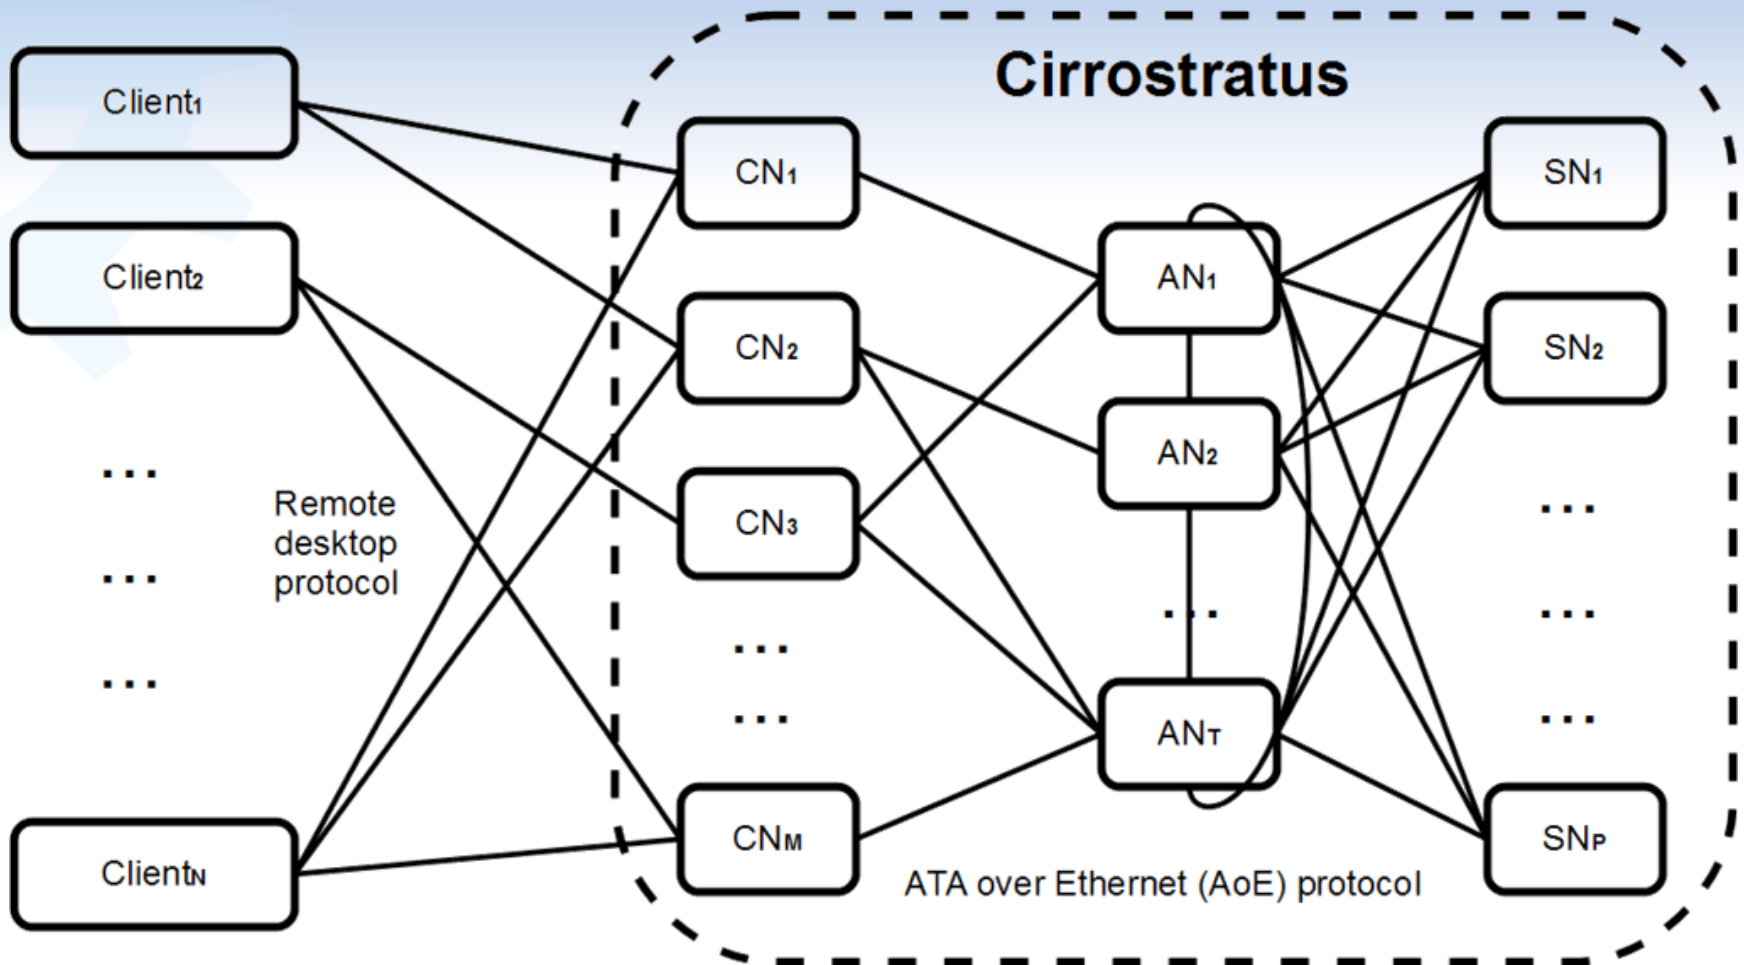 Cirrostratus
Client₁
Client₂
...
...
...
Clientₙ
Remote
desktop
protocol
CN₁
CN₂
CN₃
...
...
CNM
AN₁
AN₂
...
ANT
SN₁
SN₂
...
...
...
SNP
ATA over Ethernet (AoE) protocol